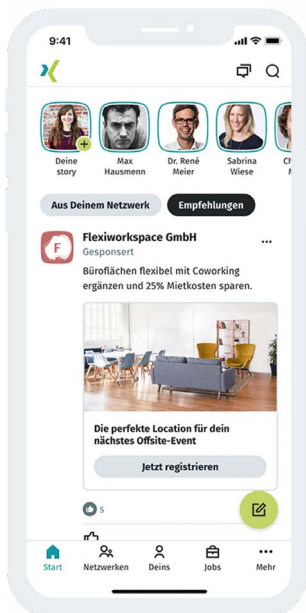 9:41
Deine
story
Max
Hausmenn
Dr. René
Meier
Sabrina
Wiese
Aus Deinem Netzwerk
Empfehlungen
F
Flexiworkspace GmbH
Gesponsert
Büroflächen flexibel mit Coworking
ergänzen und 25% Mietkosten sparen.
Die perfekte Location für dein
nächstes Offsite-Event
Jetzt registrieren
5
Start
Netzwerken
Deins
Jobs
Mehr